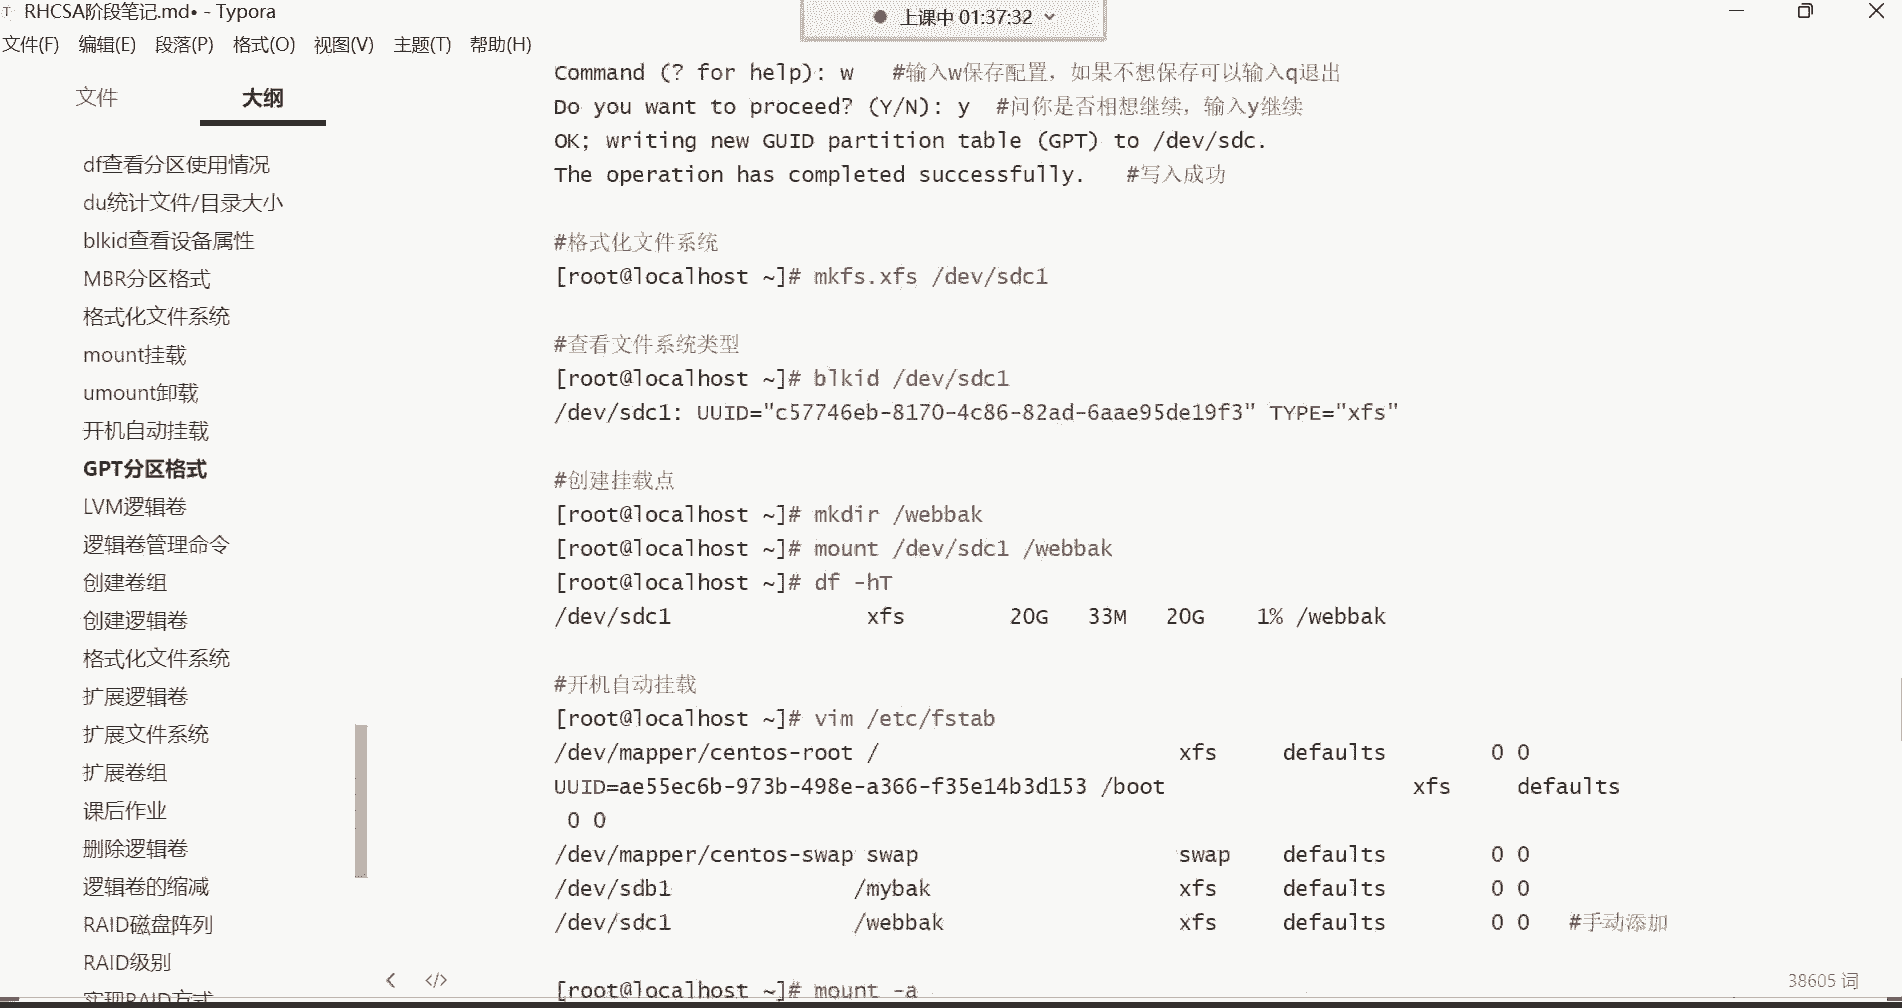 RHCSA阶段笔记.md• - Typora
上课中 01:37:32
文件(F) 编辑(E) 段落(P) 格式(O) 视图(V) 主题(T) 帮助(H)
文件 大纲
df查看分区使用情况
du统计文件/目录大小
blkid查看设备属性
MBR分区格式
格式化文件系统
mount挂载
umount卸载
开机自动挂载
GPT分区格式
LVM逻辑卷
逻辑卷管理命令
创建卷组
创建逻辑卷
格式化文件系统
扩展逻辑卷
扩展文件系统
扩展卷组
课后作业
删除逻辑卷
逻辑卷的缩减
RAID磁盘阵列
RAID级别
实现RAID方式
Command (? for help): w #输入w保存配置，如果不想保存可以输入q退出
Do you want to proceed? (Y/N): y #问你是否相想继续，输入y继续
OK; writing new GUID partition table (GPT) to /dev/sdc.
The operation has completed successfully. #写入成功
#格式化文件系统
[root@localhost ~]# mkfs.xfs /dev/sdc1
#查看文件系统类型
[root@localhost ~]# blkid /dev/sdc1
/dev/sdc1: UUID="c57746eb-8170-4c86-82ad-6aae95de19f3" TYPE="xfs"
#创建挂载点
[root@localhost ~]# mkdir /webbak
[root@localhost ~]# mount /dev/sdc1 /webbak
[root@localhost ~]# df -hT
/dev/sdc1 xfs 20G 33M 20G 1% /webbak
#开机自动挂载
[root@localhost ~]# vim /etc/fstab
/dev/mapper/centos-root / xfs defaults 0 0
UUID=ae55ec6b-973b-498e-a366-f35e14b3d153 /boot xfs defaults
0 0
/dev/mapper/centos-swap swap swap defaults 0 0
/dev/sdb1 /mybak xfs defaults 0 0
/dev/sdc1 /webbak xfs defaults 0 0 #手动添加
[root@localhost ~]# mount -a
38605 词